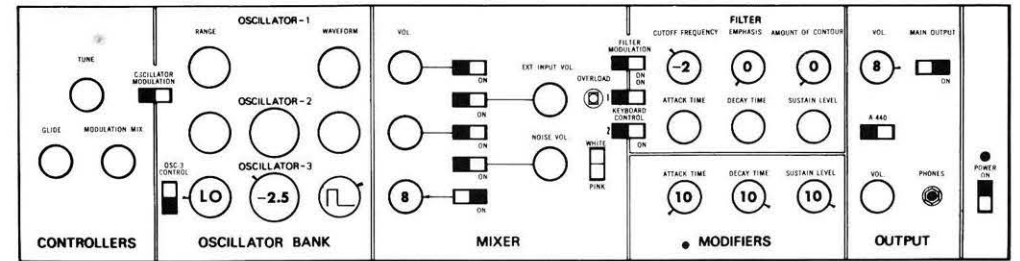 TUNE
GLIDE
MODULATION MIX
CONTROLLERS
OSCILLATOR
MODULATION
OSCILLATOR-1
RANGE
WAVEFORM
OSCILLATOR-2
OSC-3
CONTROL
OSCILLATOR-3
LO
-2.5
OSCILLATOR BANK
VOL.
ON
ON
EXT INPUT VOL.
OVERLOAD
ON
NOISE VOL.
ON
WHITE
PINK
8
ON
MIXER
FILTER
FILTER
MODULATION
ON
ON
1
KEYBOARD
CONTROL
2
ON
CUTOFF FREQUENCY
EMPHASIS
AMOUNT OF CONTOUR
-2
0
0
ATTACK TIME
DECAY TIME
SUSTAIN LEVEL
ATTACK TIME
DECAY TIME
SUSTAIN LEVEL
10
10
10
MODIFIERS
VOL.
MAIN OUTPUT
8
ON
A-440
VOL.
PHONES
OUTPUT
POWER
ON